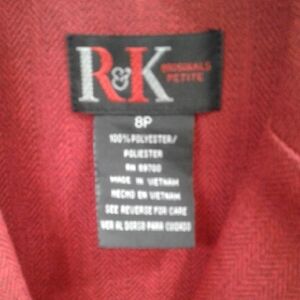 R&K
ORIGINALS
PETITE
8P
100% POLYESTER/
POLIESTER
RN 69700
MADE IN VIETNAM
HECHO EN VIETNAM
SEE REVERSE FOR CARE
VER AL DORSO PARA CUIDADO